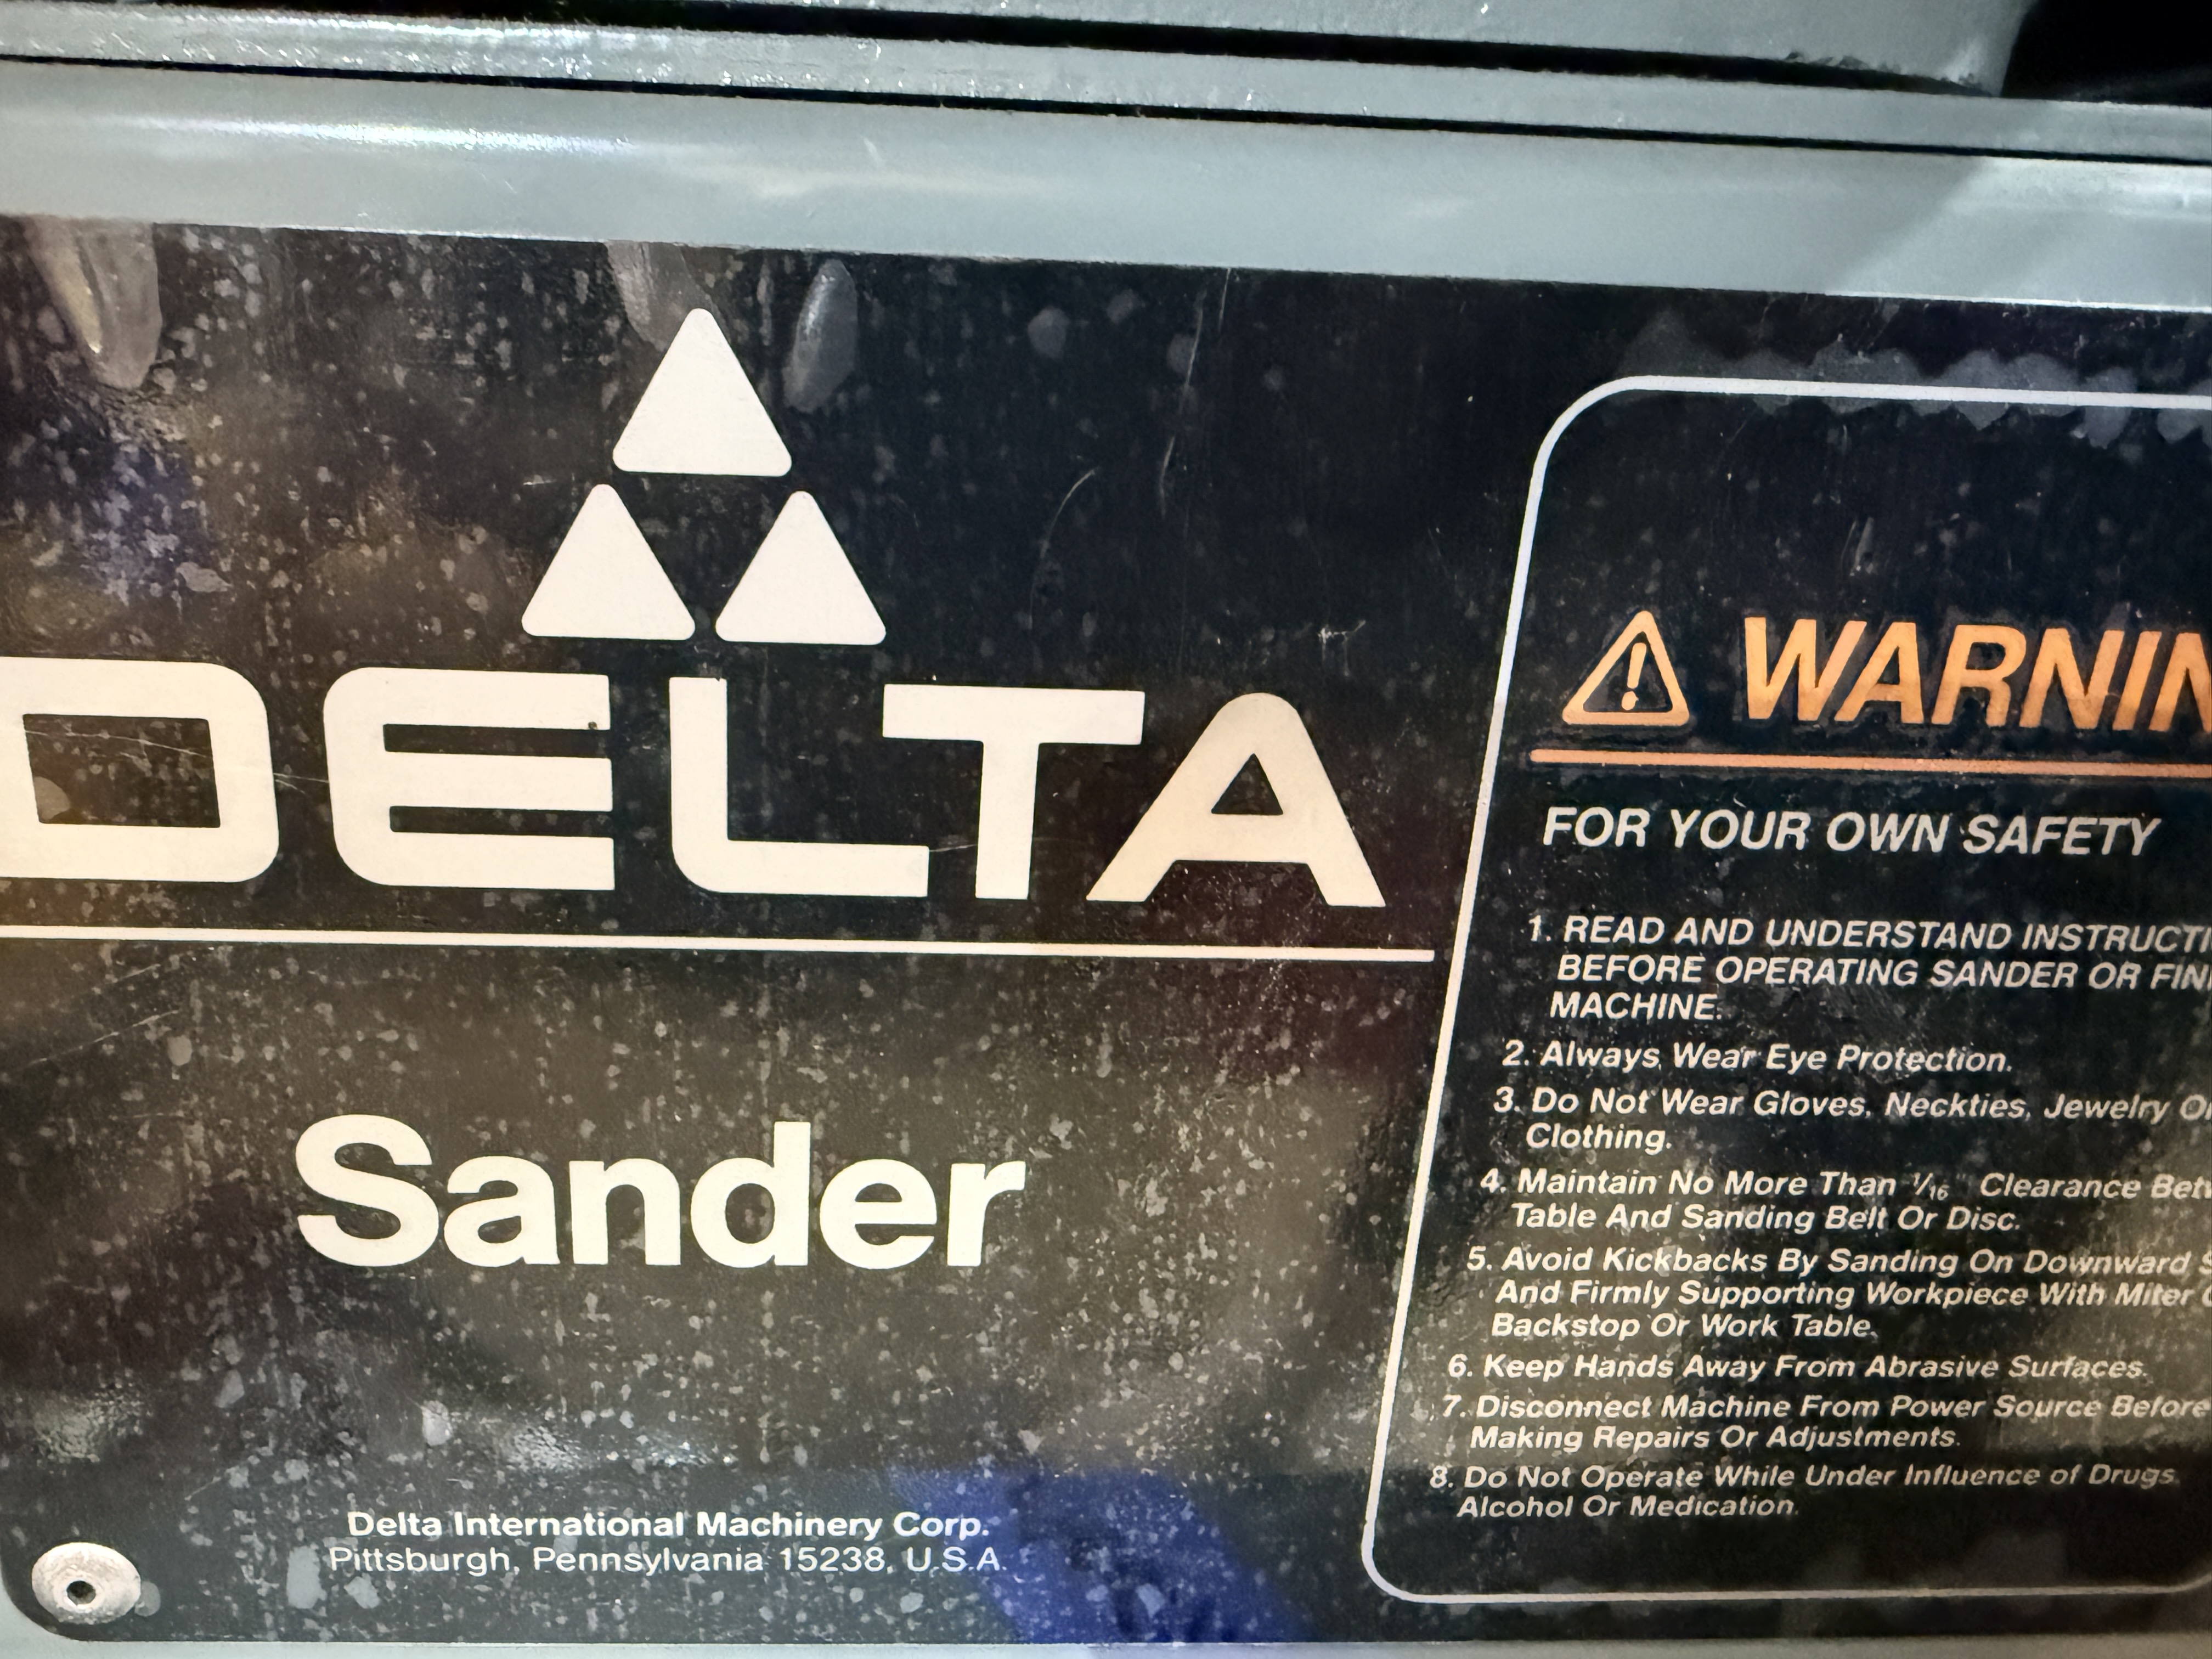 DELTA
Sander
Delta International Machinery Corp.
Pittsburgh, Pennsylvania 15238, U.S.A.
FOR YOUR OWN SAFETY
1. READ AND UNDERSTAND
BEFORE OPERATING SANDER OR
MACHINE.
2. Always Wear Eye Protection.
3. Do Not Wear Gloves, Neckties, Jewelry
Clothing.
4. Maintain No More Than 1/16" Clearance
Table And Sanding Belt Or Disc.
5. Avoid Kickbacks By Sanding On Downward
And Firmly Supporting Workpiece With Miter
Backstop Or Work Table.
6. Keep Hands Away From Abrasive Surfaces.
7. Disconnect Machine From Power Source Before
Making Repairs Or Adjustments.
8. Do Not Operate While Under Influence of Drugs
Alcohol Or Medication.